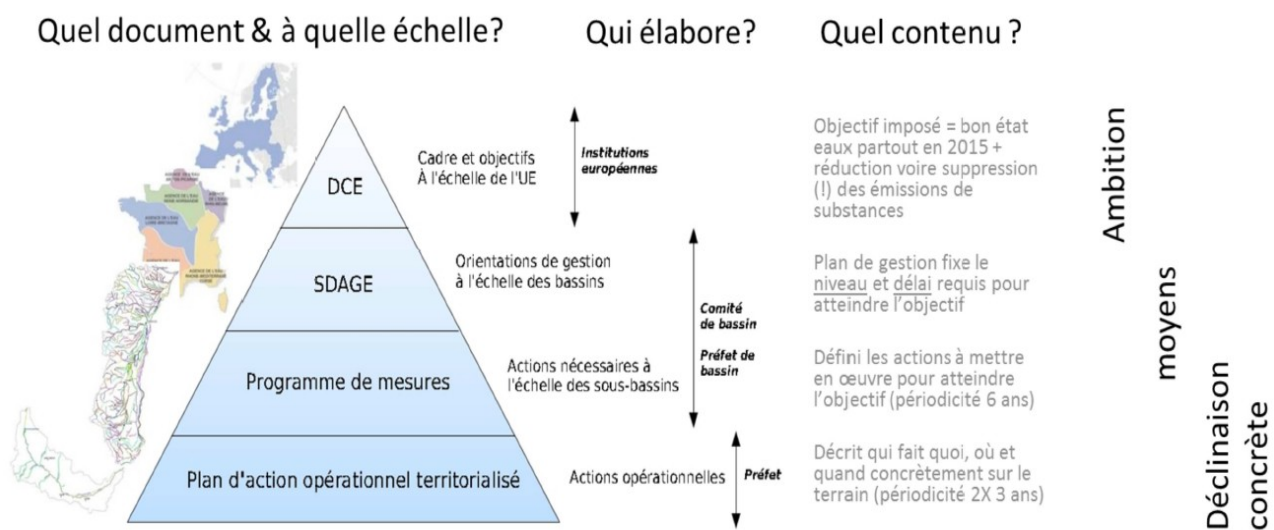 Quel document & à quelle échelle?
Qui élabore?
Quel contenu ?
DCE
Cadre et objectifs
À l'échelle de l'UE
Institutions
européennes
Objectif imposé = bon état
eaux partout en 2015 +
réduction voire suppression
(!) des émissions de
substances
Ambition
SDAGE
Orientations de gestion
à l'échelle des bassins
Comité
de bassin
Préfet de
bassin
Plan de gestion fixe le
niveau et délai requis pour
atteindre l'objectif
moyens
Programme de mesures
Actions nécessaires à
l'échelle des sous-bassins
Défini les actions à mettre
en œuvre pour atteindre
l'objectif (périodicité 6 ans)
Plan d'action opérationnel territorialisé
Actions opérationnelles
Préfet
Décrit qui fait quoi, où et
quand concrètement sur le
terrain (périodicité 2X 3 ans)
Déclinaison
concrète